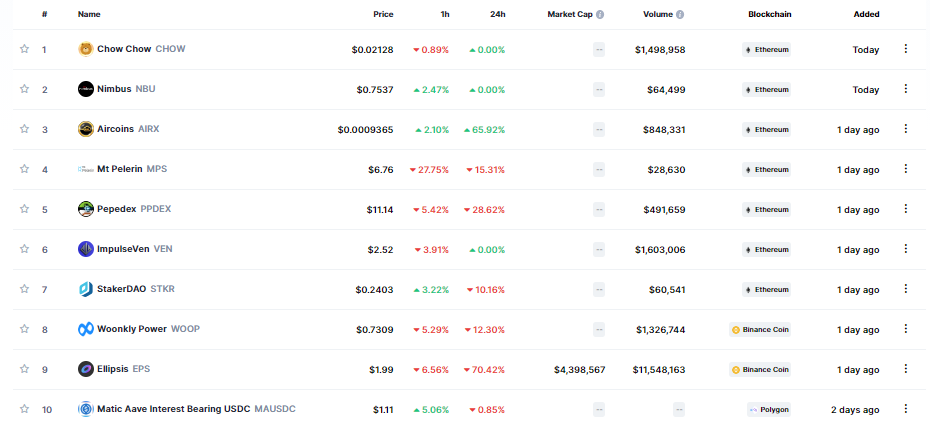 # Name Price 1h 24h Market Cap Volume Blockchain Added
1 Chow Chow CHOW $0.02128 0.89% 0.00% -- $1,498,958 Ethereum Today
2 Nimbus NBU $0.7537 2.47% 0.00% -- $64,499 Ethereum Today
3 Aircoins AIRX $0.0009365 2.10% 65.92% -- $848,331 Ethereum 1 day ago
4 Mt Pelerin MPS $6.76 27.75% 15.31% -- $28,630 Ethereum 1 day ago
5 Pepedex PPDEX $11.14 5.42% 28.62% -- $491,659 Ethereum 1 day ago
6 ImpulseVen VEN $2.52 3.91% 0.00% -- $1,603,006 Ethereum 1 day ago
7 StakerDAO STKR $0.2403 3.22% 10.16% -- $60,541 Ethereum 1 day ago
8 Woonkly Power WOOP $0.7309 5.29% 12.30% -- $1,326,744 Binance Coin 1 day ago
9 Ellipsis EPS $1.99 6.56% 70.42% $4,398,567 $11,548,163 Binance Coin 1 day ago
10 Matic Aave Interest Bearing USDC MAUSDC $1.11 5.06% 0.85% -- -- Polygon 2 days ago